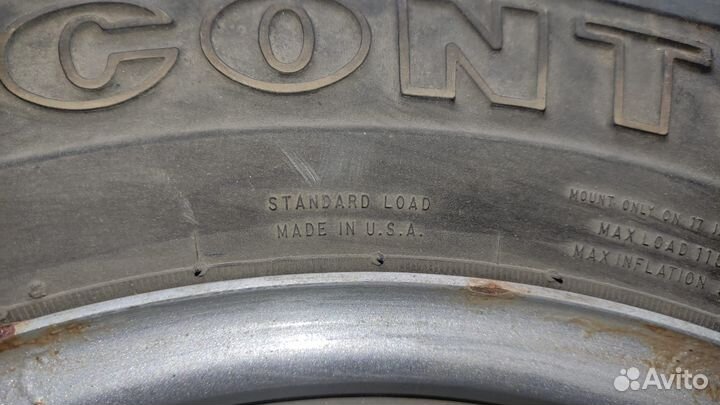 CONT
STANDARD LOAD
MADE IN U.S.A.
MOUNT ONLY ON 17
MAX LOAD
MAX INFLATION
Avito